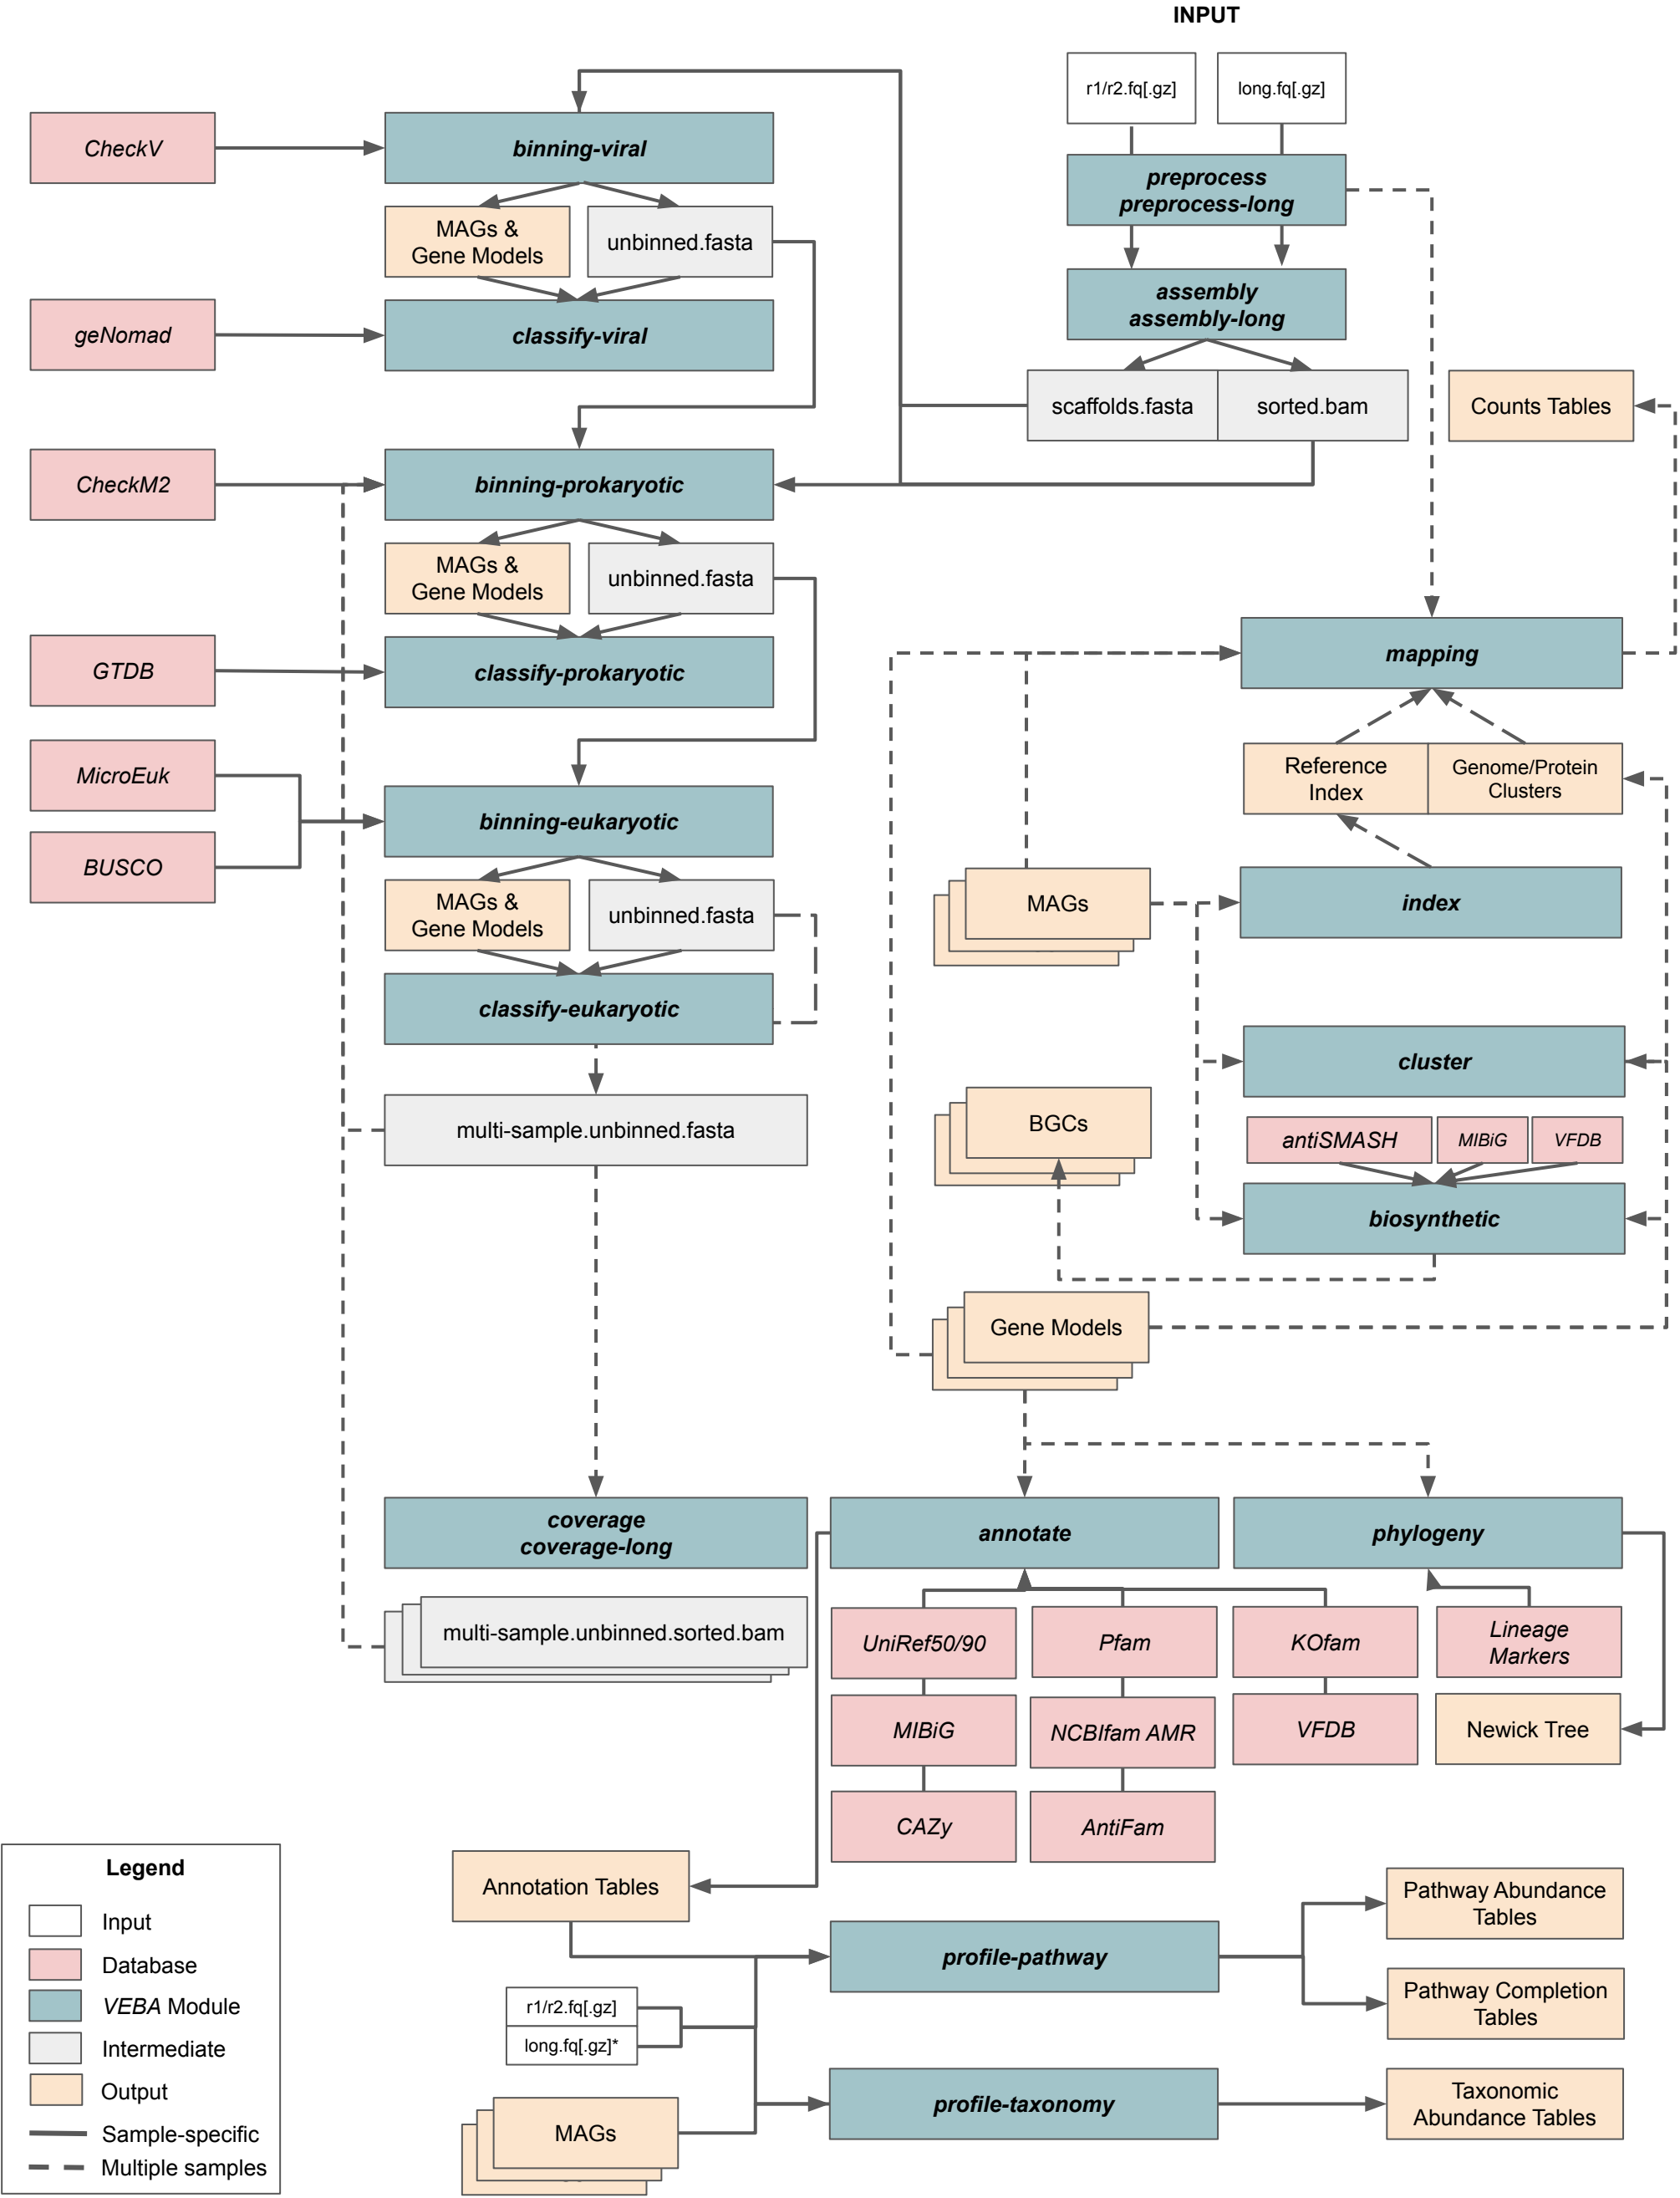 INPUT
r1/r2.fq[.gz]
long.fq[.gz]
CheckV
binning-viral
preprocess
preprocess-long
MAGs &
Gene Models
unbinned.fasta
geNomad
classify-viral
assembly
assembly-long
scaffolds.fasta
sorted.bam
Counts Tables
CheckM2
binning-prokaryotic
MAGs &
Gene Models
unbinned.fasta
GTDB
classify-prokaryotic
mapping
MicroEuk
BUSCO
binning-eukaryotic
Reference
Index
Genome/Protein
Clusters
MAGs &
Gene Models
unbinned.fasta
MAGs
index
classify-eukaryotic
cluster
multi-sample.unbinned.fasta
BGCs
antiSMASH
MIBiG
VFDB
biosynthetic
Gene Models
coverage
coverage-long
annotate
phylogeny
multi-sample.unbinned.sorted.bam
UniRef50/90
Pfam
KOfam
Lineage
Markers
MIBiG
NCBIfam AMR
VFDB
Newick Tree
CAZy
AntiFam
Legend
Input
Database
VEBA Module
Intermediate
Output
Sample-specific
Multiple samples
Annotation Tables
profile-pathway
Pathway Abundance
Tables
Pathway Completion
Tables
r1/r2.fq[.gz]
long.fq[.gz]*
MAGs
profile-taxonomy
Taxonomic
Abundance Tables